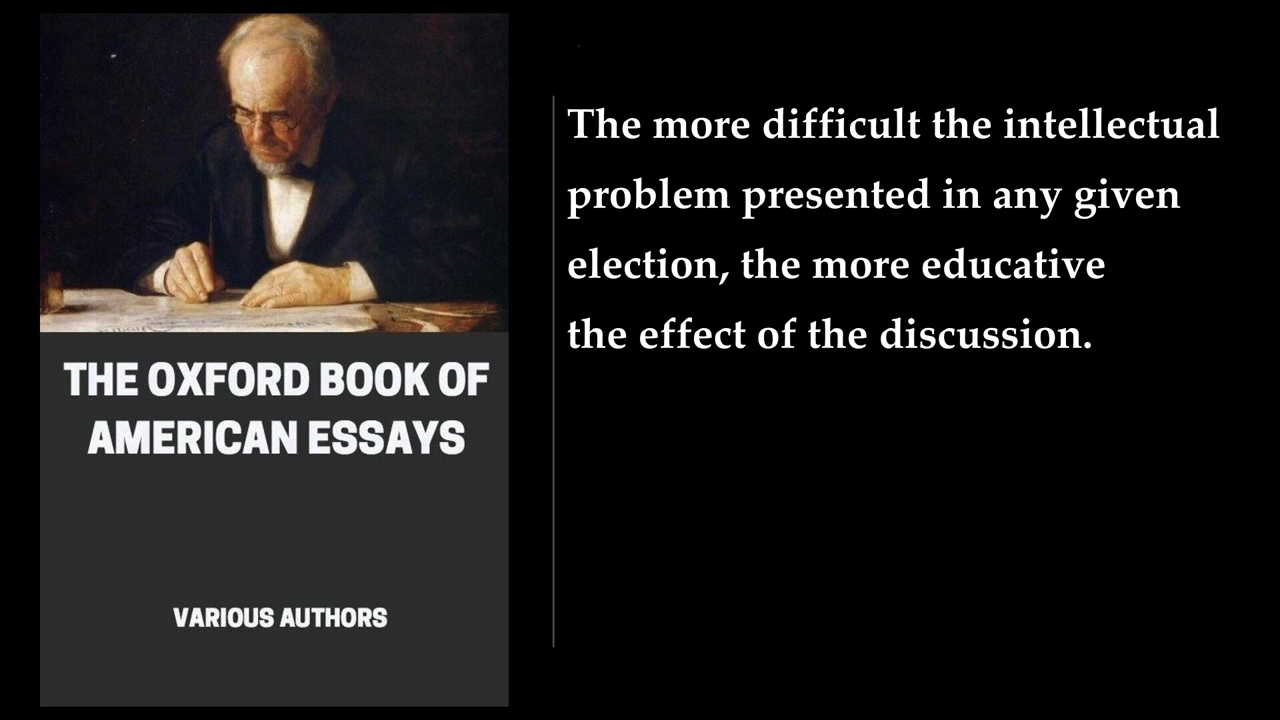 THE OXFORD BOOK OF
AMERICAN ESSAYS
VARIOUS AUTHORS
The more difficult the intellectual
problem presented in any given
election, the more educative
the effect of the discussion.